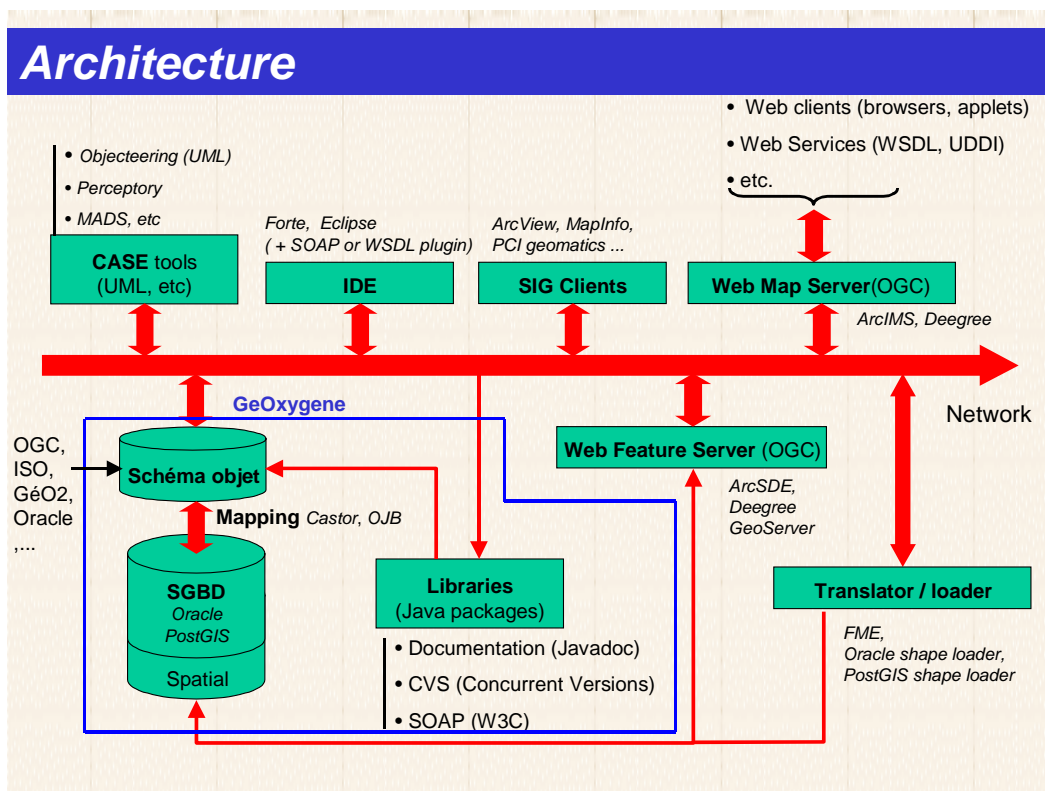 Architecture
• Web clients (browsers, applets)
• Web Services (WSDL, UDDI)
• etc.
• Objecteering (UML)
• Perceptory
• MADS, etc
Forte, Eclipse
( + SOAP or WSDL plugin)
ArcView, MapInfo,
PCI geomatics ...
CASE tools
(UML, etc)
IDE
SIG Clients
Web Map Server(OGC)
ArcIMS, Deegree
Network
GeOxygene
OGC,
ISO,
GéO2,
Oracle
,...
Schéma objet
Web Feature Server (OGC)
ArcSDE,
Deegree
GeoServer
Mapping Castor, OJB
SGBD
Oracle
PostGIS
Spatial
Libraries
(Java packages)
• Documentation (Javadoc)
• CVS (Concurrent Versions)
• SOAP (W3C)
Translator / loader
FME,
Oracle shape loader,
PostGIS shape loader